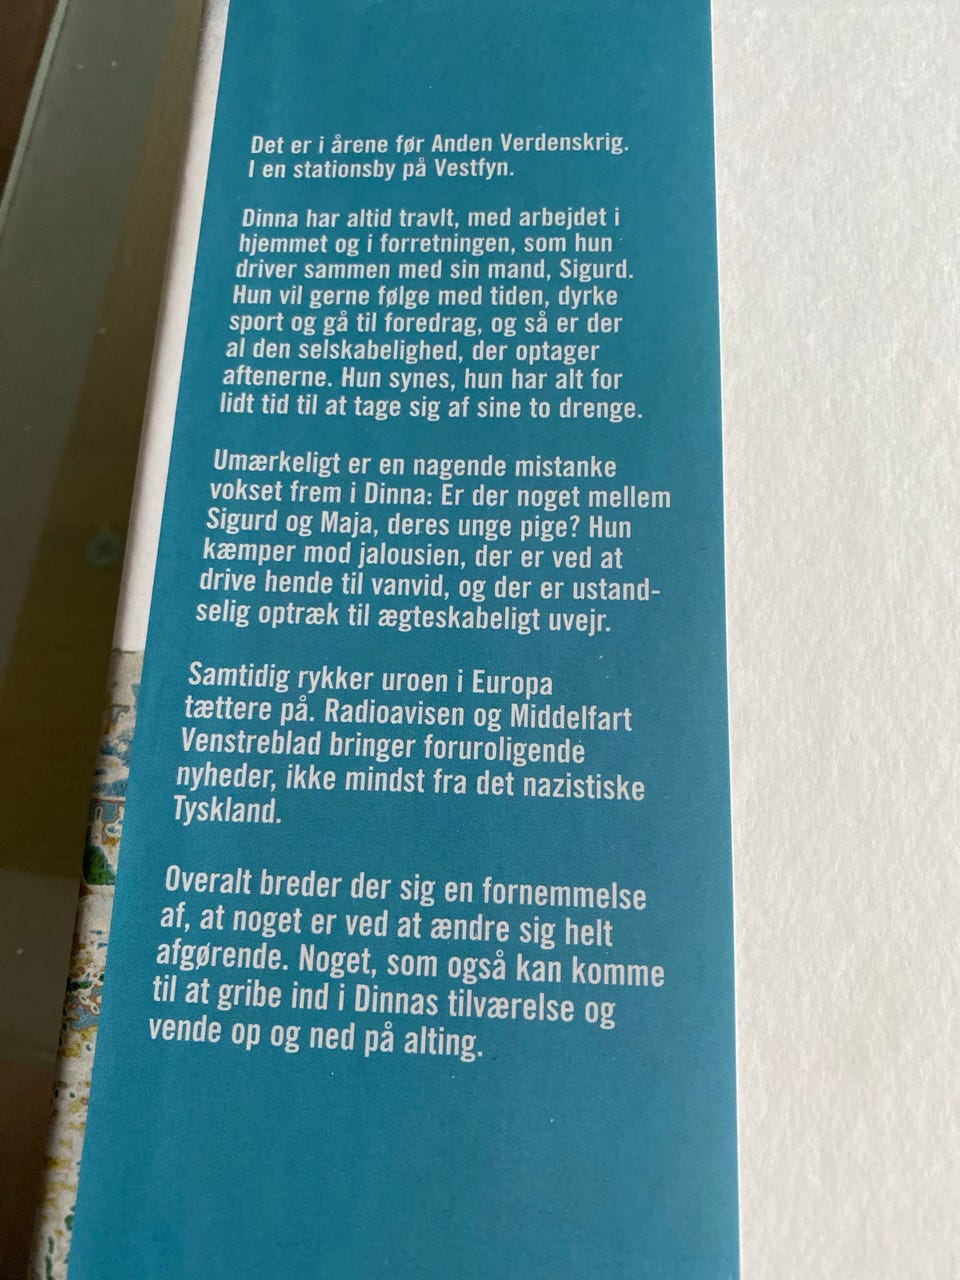 Det er i årene før Anden Verdenskrig.
I en stationsby på Vestfyn.
Dinna har altid travlt, med arbejdet i
hjemmet og i forretningen, som hun
driver sammen med sin mand, Sigurd.
Hun vil gerne følge med tiden, dyrke
sport og gå til foredrag, og så er der
al den selskabelighed, der optager
aftenerne. Hun synes, hun har alt for
lidt tid til at tage sig af sine to drenge.
Umærkeligt er en nagende mistanke
vokset frem i Dinna: Er der noget mellem
Sigurd og Maja, deres unge pige? Hun
kæmper mod jalousien, der er ved at
drive hende til vanvid, og der er ustand-
selig optræk til ægteskabeligt uvejr.
Samtidig rykker uroen i Europa
tættere på. Radioavisen og Middelfart
Venstreblad bringer foruroligende
nyheder, ikke mindst fra det nazistiske
Tyskland.
Overalt breder der sig en fornemmelse
af, at noget er ved at ændre sig helt
afgørende. Noget, som også kan komme
til at gribe ind i Dinnas tilværelse og
vende op og ned på alting.